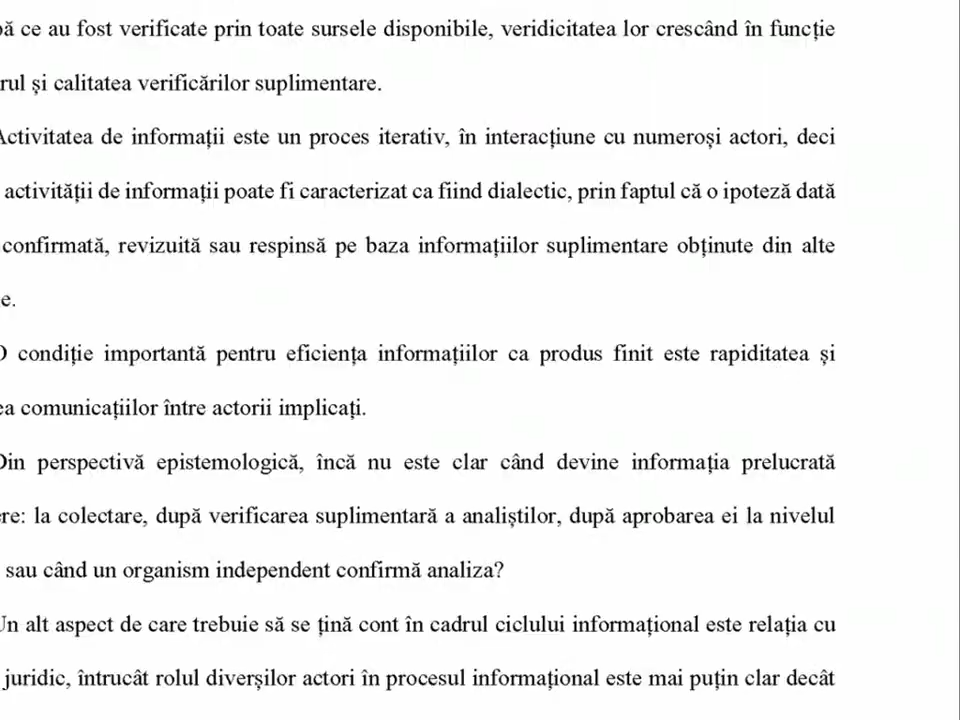 ce au fost verificate prin toate sursele disponibile, veridicitatea lor crescând în funcție
și calitatea verificărilor suplimentare.
Activitatea de informații este un proces iterativ, în interacțiune cu numeroși actori, deci
activității de informații poate fi caracterizat ca fiind dialectic, prin faptul că o ipoteză dată
confirmată, revizuită sau respinsă pe baza informațiilor suplimentare obținute din alte
e.
O condiție importantă pentru eficiența informațiilor ca produs finit este rapiditatea și
ea comunicațiilor între actorii implicați.
Din perspectivă epistemologică, încă nu este clar când devine informația prelucrată
ere: la colectare, după verificarea suplimentară a analiștilor, după aprobarea ei la nivelul
sau când un organism independent confirmă analiza?
Un alt aspect de care trebuie să se țină cont în cadrul ciclului informațional este relația cu
juridic, întrucât rolul diverșilor actori în procesul informațional este mai puțin clar decât